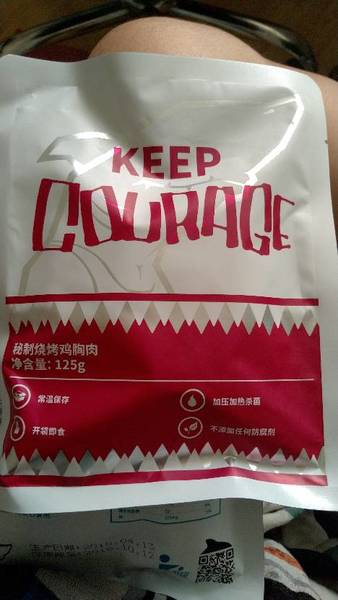 KEEP
COURAGE
秘制烧烤鸡胸肉
净含量: 125g
常温保存
加压加热杀菌
开袋即食
不添加任何防腐剂